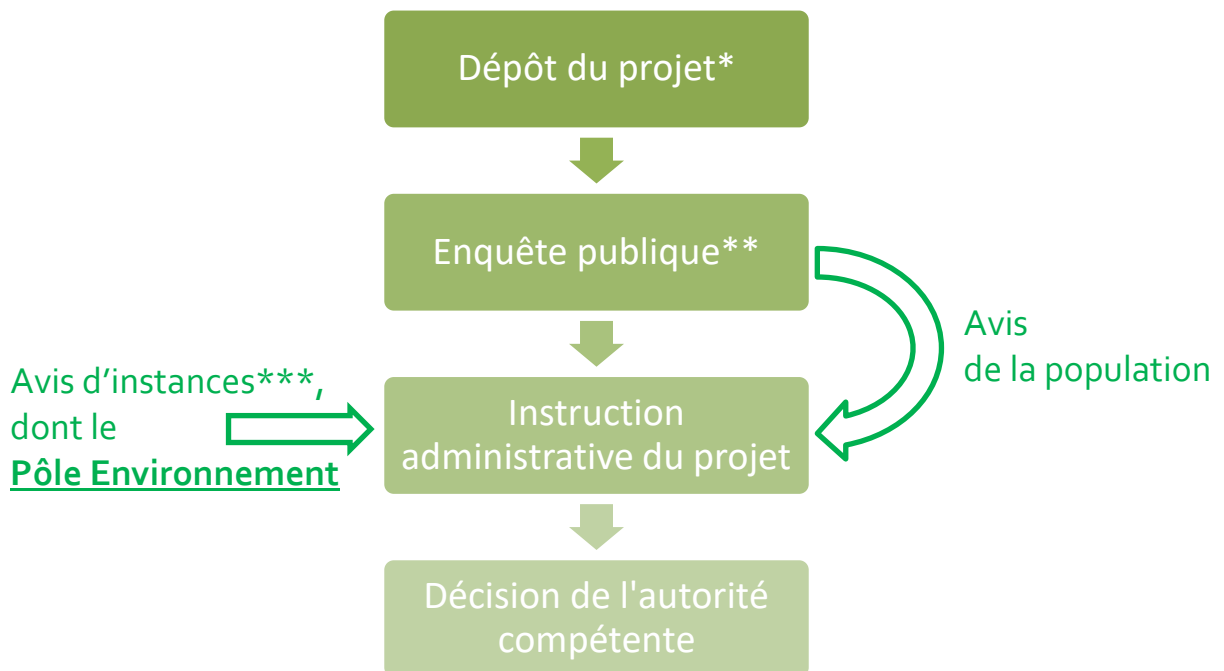 Dépôt du projet*
Enquête publique**
Avis
de la population
Avis d’instances***,
dont le
Pôle Environnement
Instruction
administrative du projet
Décision de l'autorité
compétente